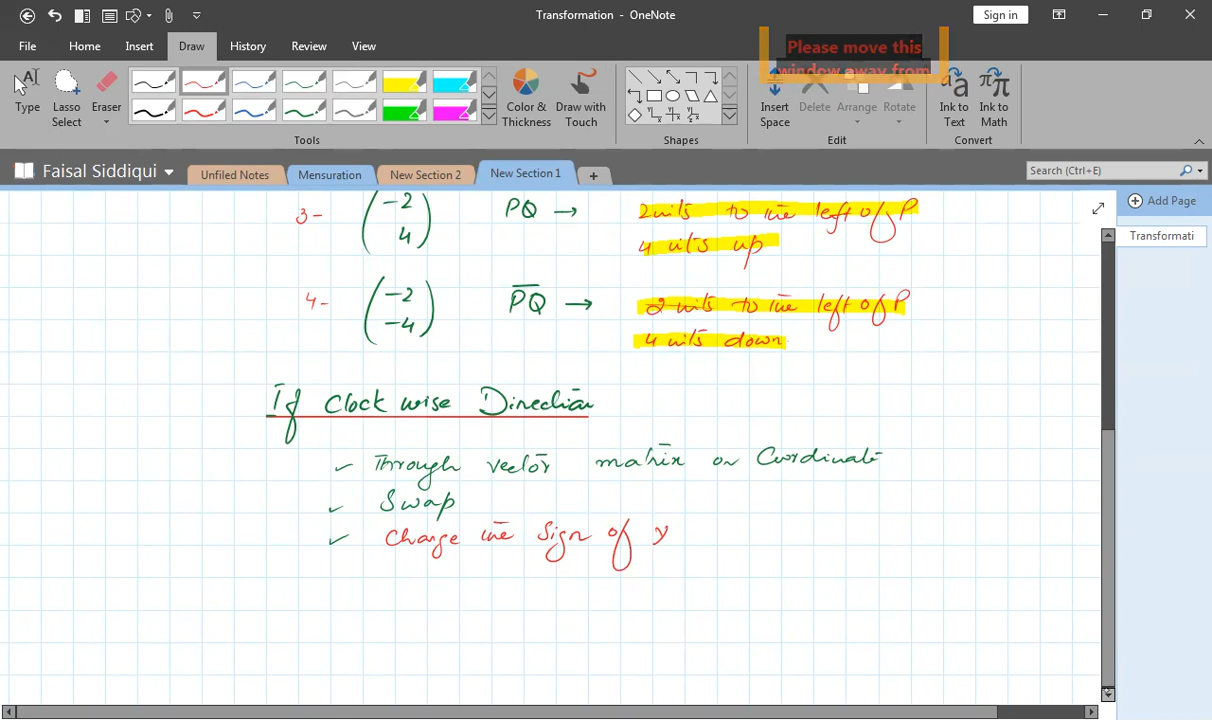 Transformation - OneNote
Sign in
File Home Insert Draw History Review View
Please move this
window away from
Type
Lasso Select
Eraser
Color & Thickness
Draw with Touch
Insert Space
Delete
Arrange
Rotate
Ink to Text
Ink to Math
Tools
Shapes
Edit
Convert
Faisal Siddiqui
Unfiled Notes
Mensuration
New Section 2
New Section 1
Search (Ctrl+E)
Add Page
Transformati
3- (-2 4) PQ → 2 units to the left of P
4 units up
4- (-2 -4) PQ → 2 units to the left of P
4 units down
If Clockwise Direction
✓ Through vector matrix or Coordinate
✓ Swap
✓ Change the Sign of y